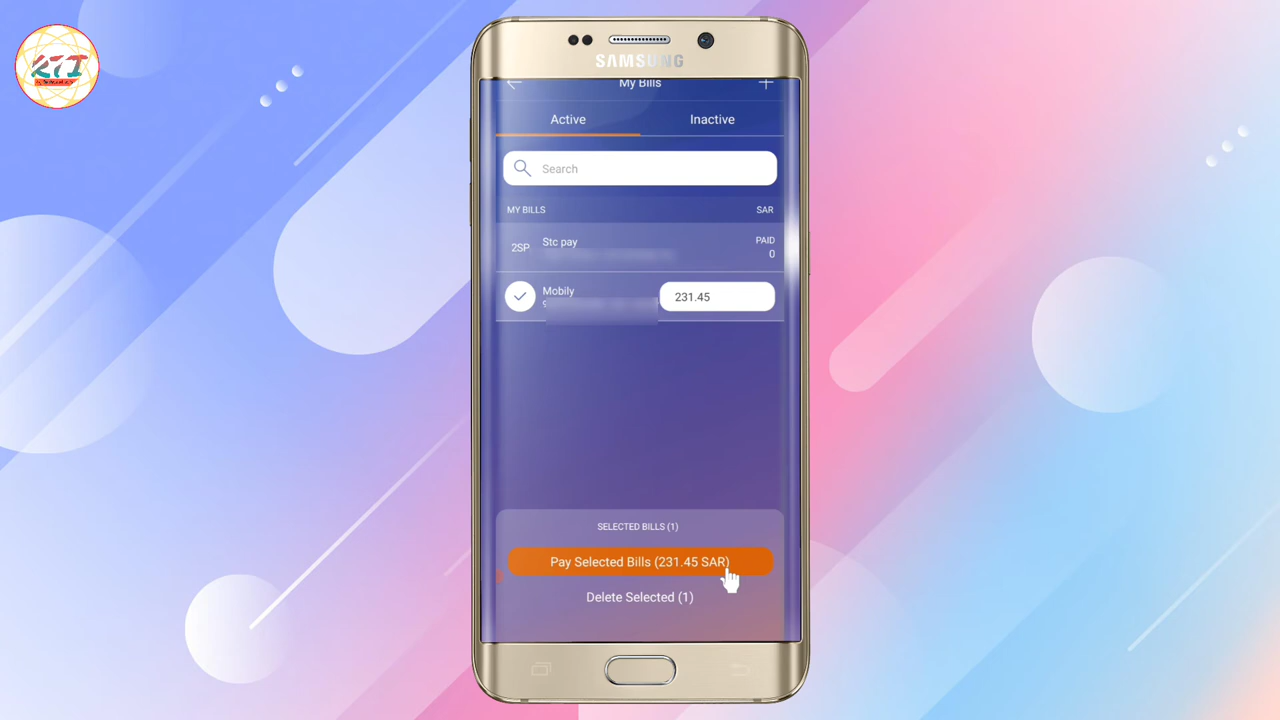 KTI
SAMSUNG
My Bills
Active
Inactive
Search
MY BILLS
SAR
2SP
Stc pay
PAID
0
Mobily
231.45
SELECTED BILLS (1)
Pay Selected Bills (231.45 SAR)
Delete Selected (1)